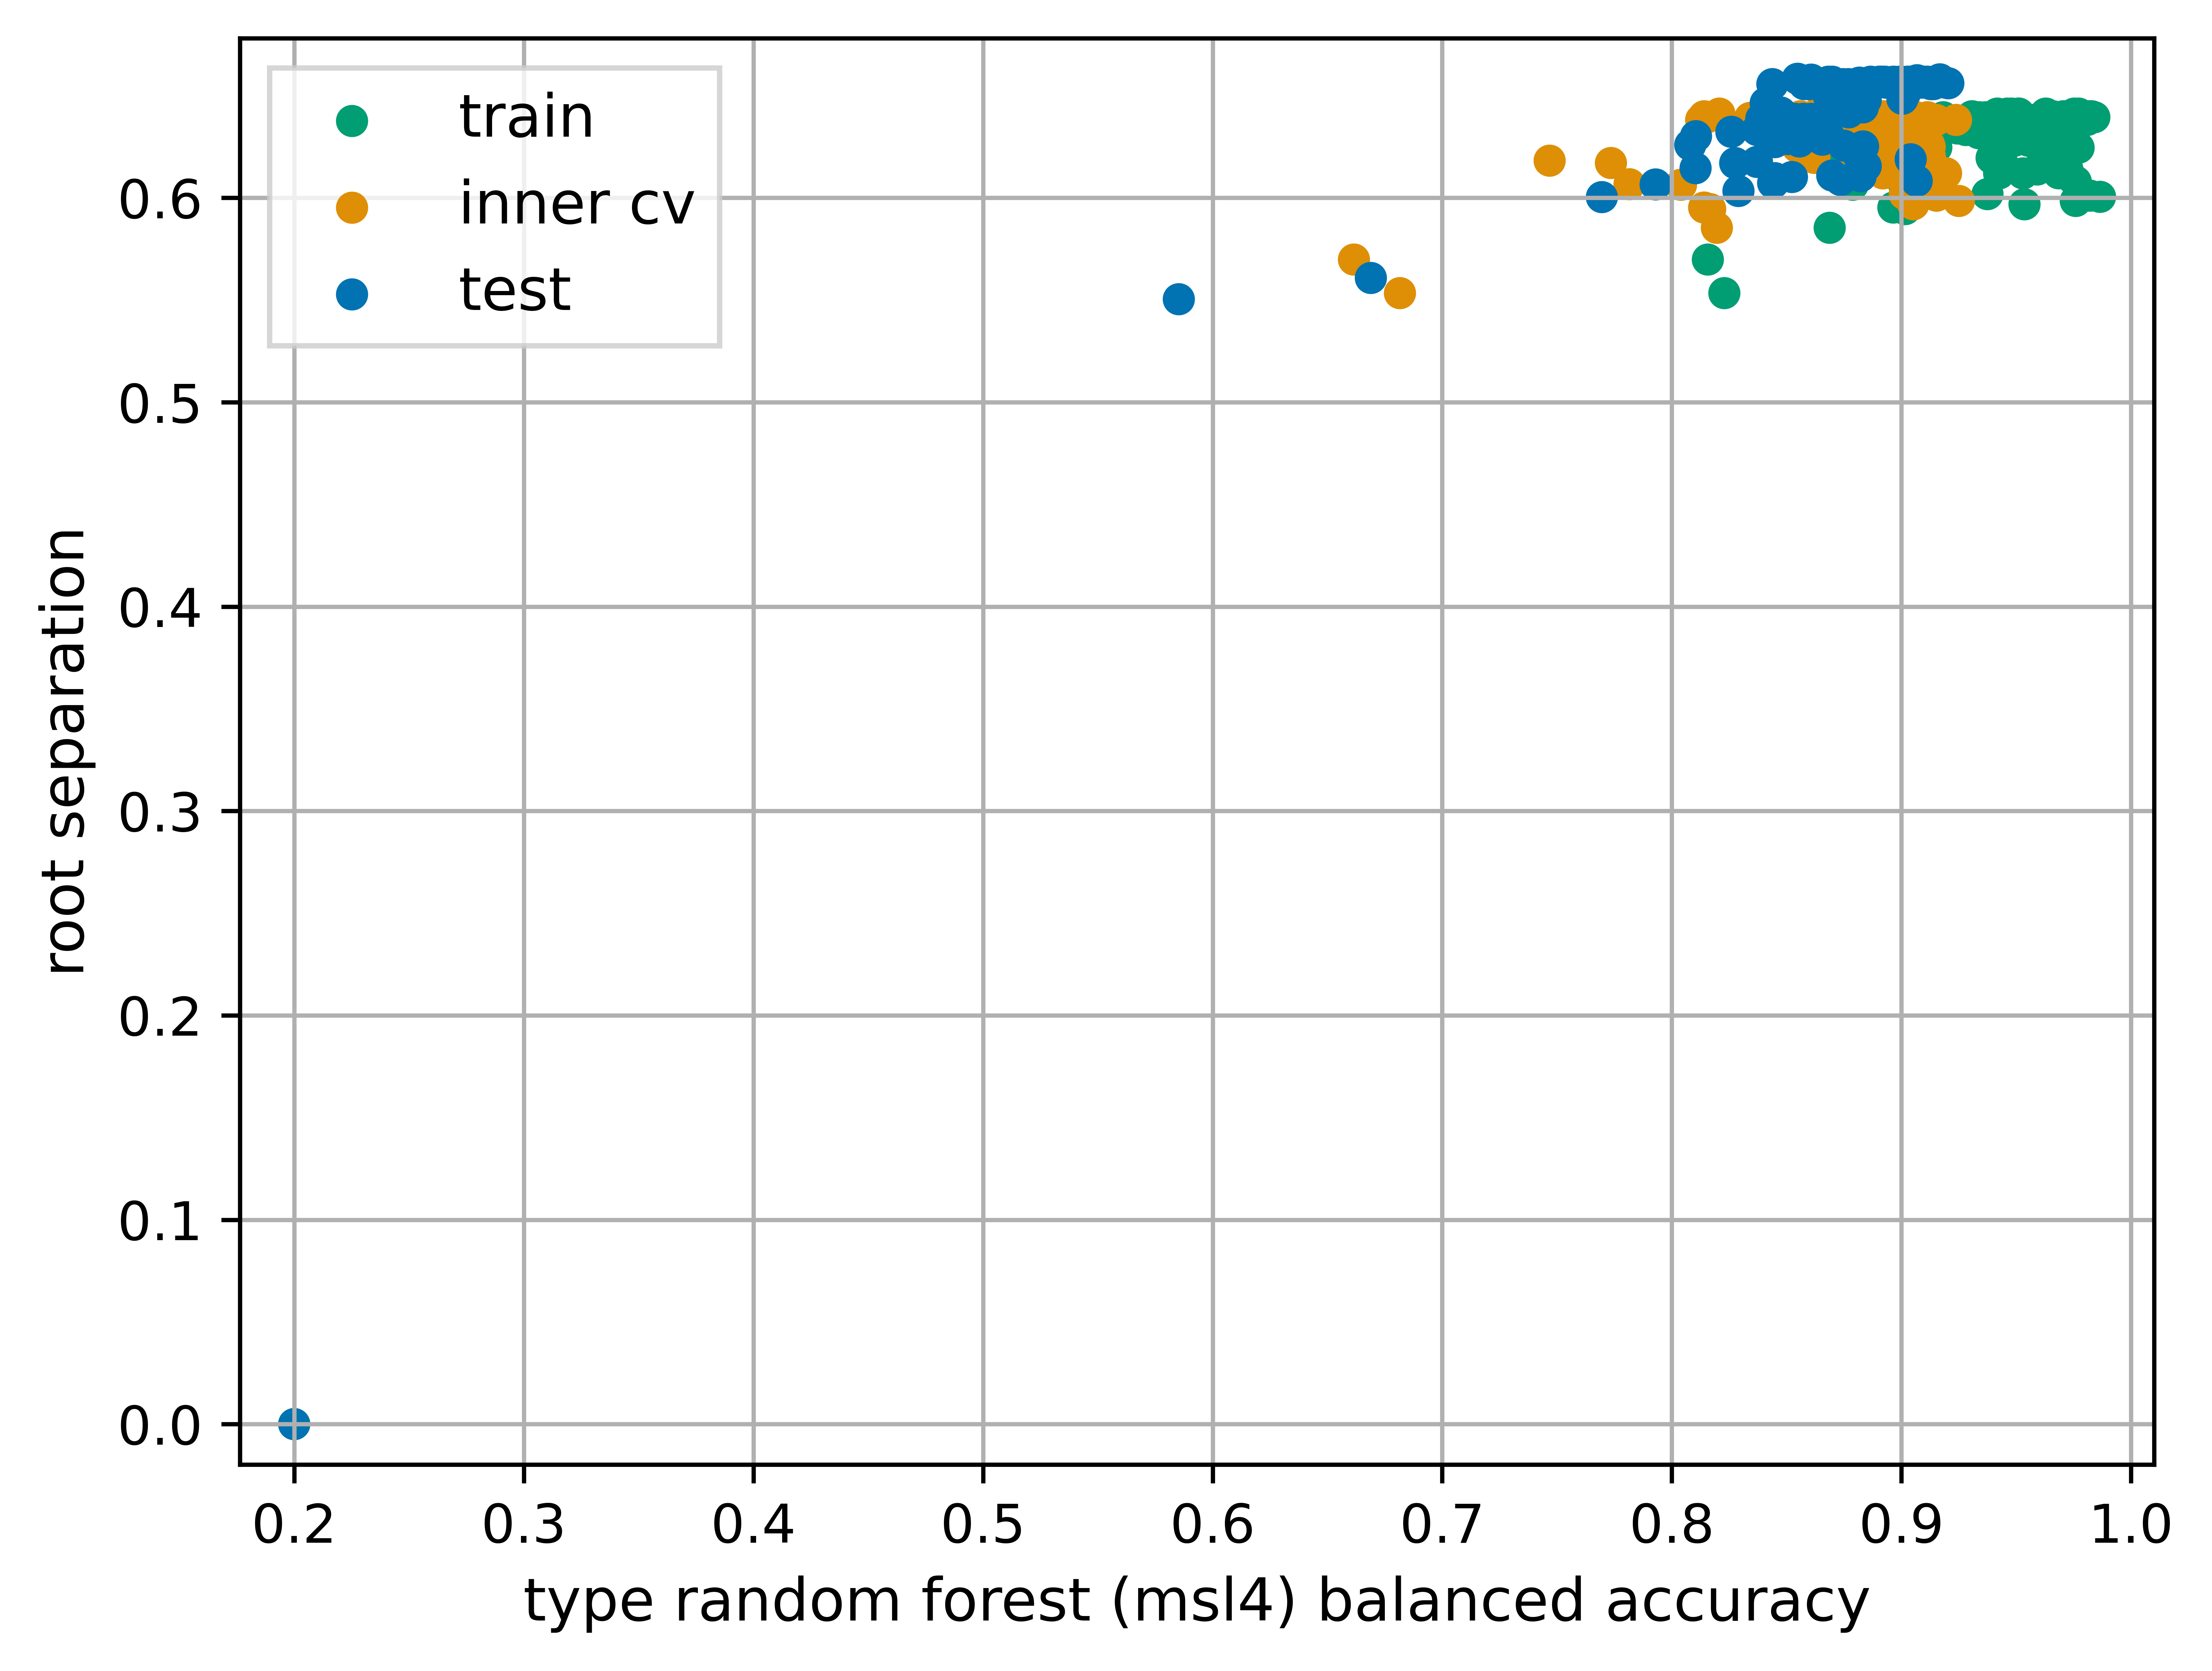 train
inner cv
test
root separation
0.6
0.5
0.4
0.3
0.2
0.1
0.0
0.2 0.3 0.4 0.5 0.6 0.7 0.8 0.9 1.0
type random forest (msl4) balanced accuracy